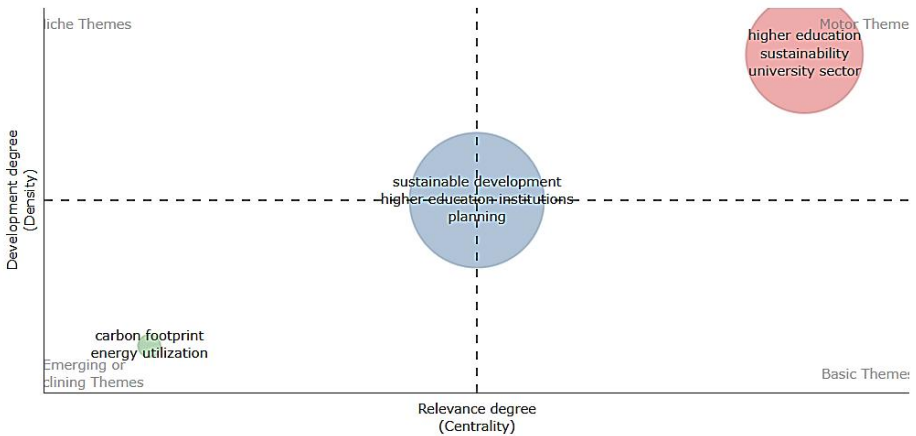 liche Themes
Motor Theme
higher education
sustainability
university sector
Development degree
(Density)
sustainable development
higher education institutions
planning
carbon footprint
energy utilization
Emerging or
clining Themes
Basic Themes
Relevance degree
(Centrality)